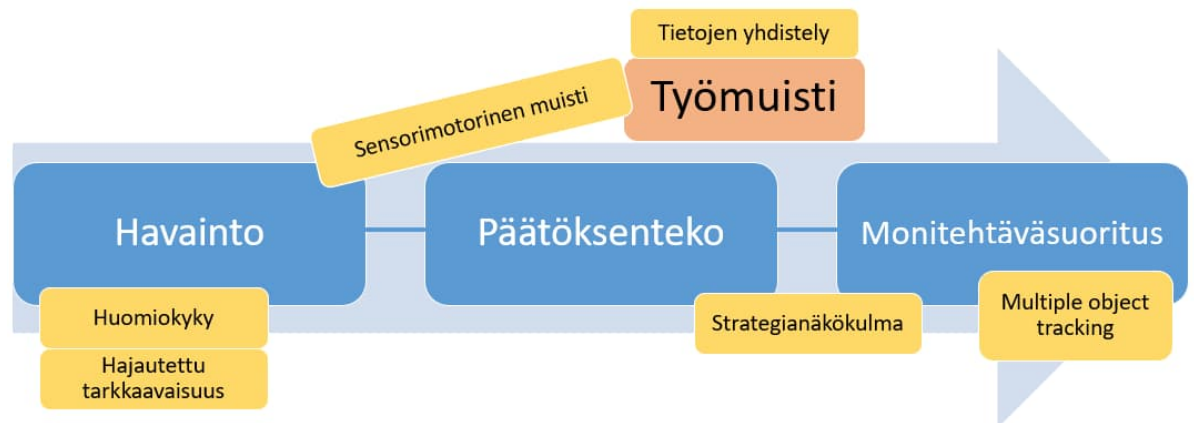 Tietojen yhdistely
Työmuisti
Sensorimotorinen muisti
Havainto
Päätöksenteko
Monitehtäväsuoritus
Huomiokyky
Hajautettu
tarkkaavaisuus
Strategianäkökulma
Multiple object
tracking